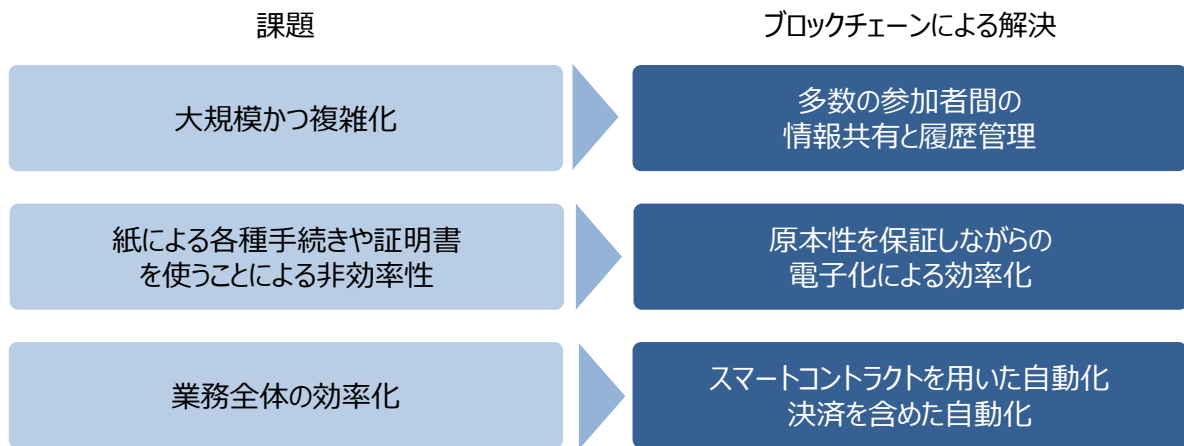 課題
ブロックチェーンによる解決
大規模かつ複雑化
多数の参加者間の
情報共有と履歴管理
紙による各種手続きや証明書
を使うことによる非効率性
原本性を保証しながらの
電子化による効率化
業務全体の効率化
スマートコントラクトを用いた自動化
決済を含めた自動化